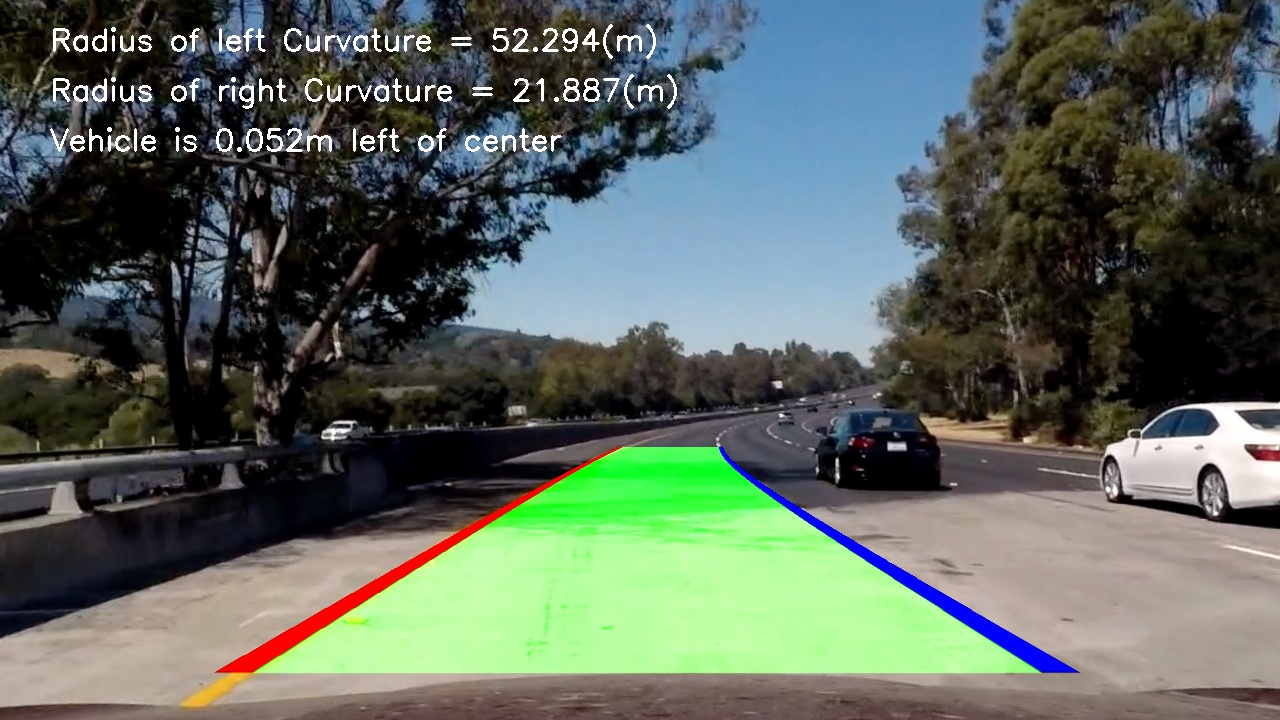 Radius of left Curvature = 52.294(m)
Radius of right Curvature = 21.887(m)
Vehicle is 0.052m left of center